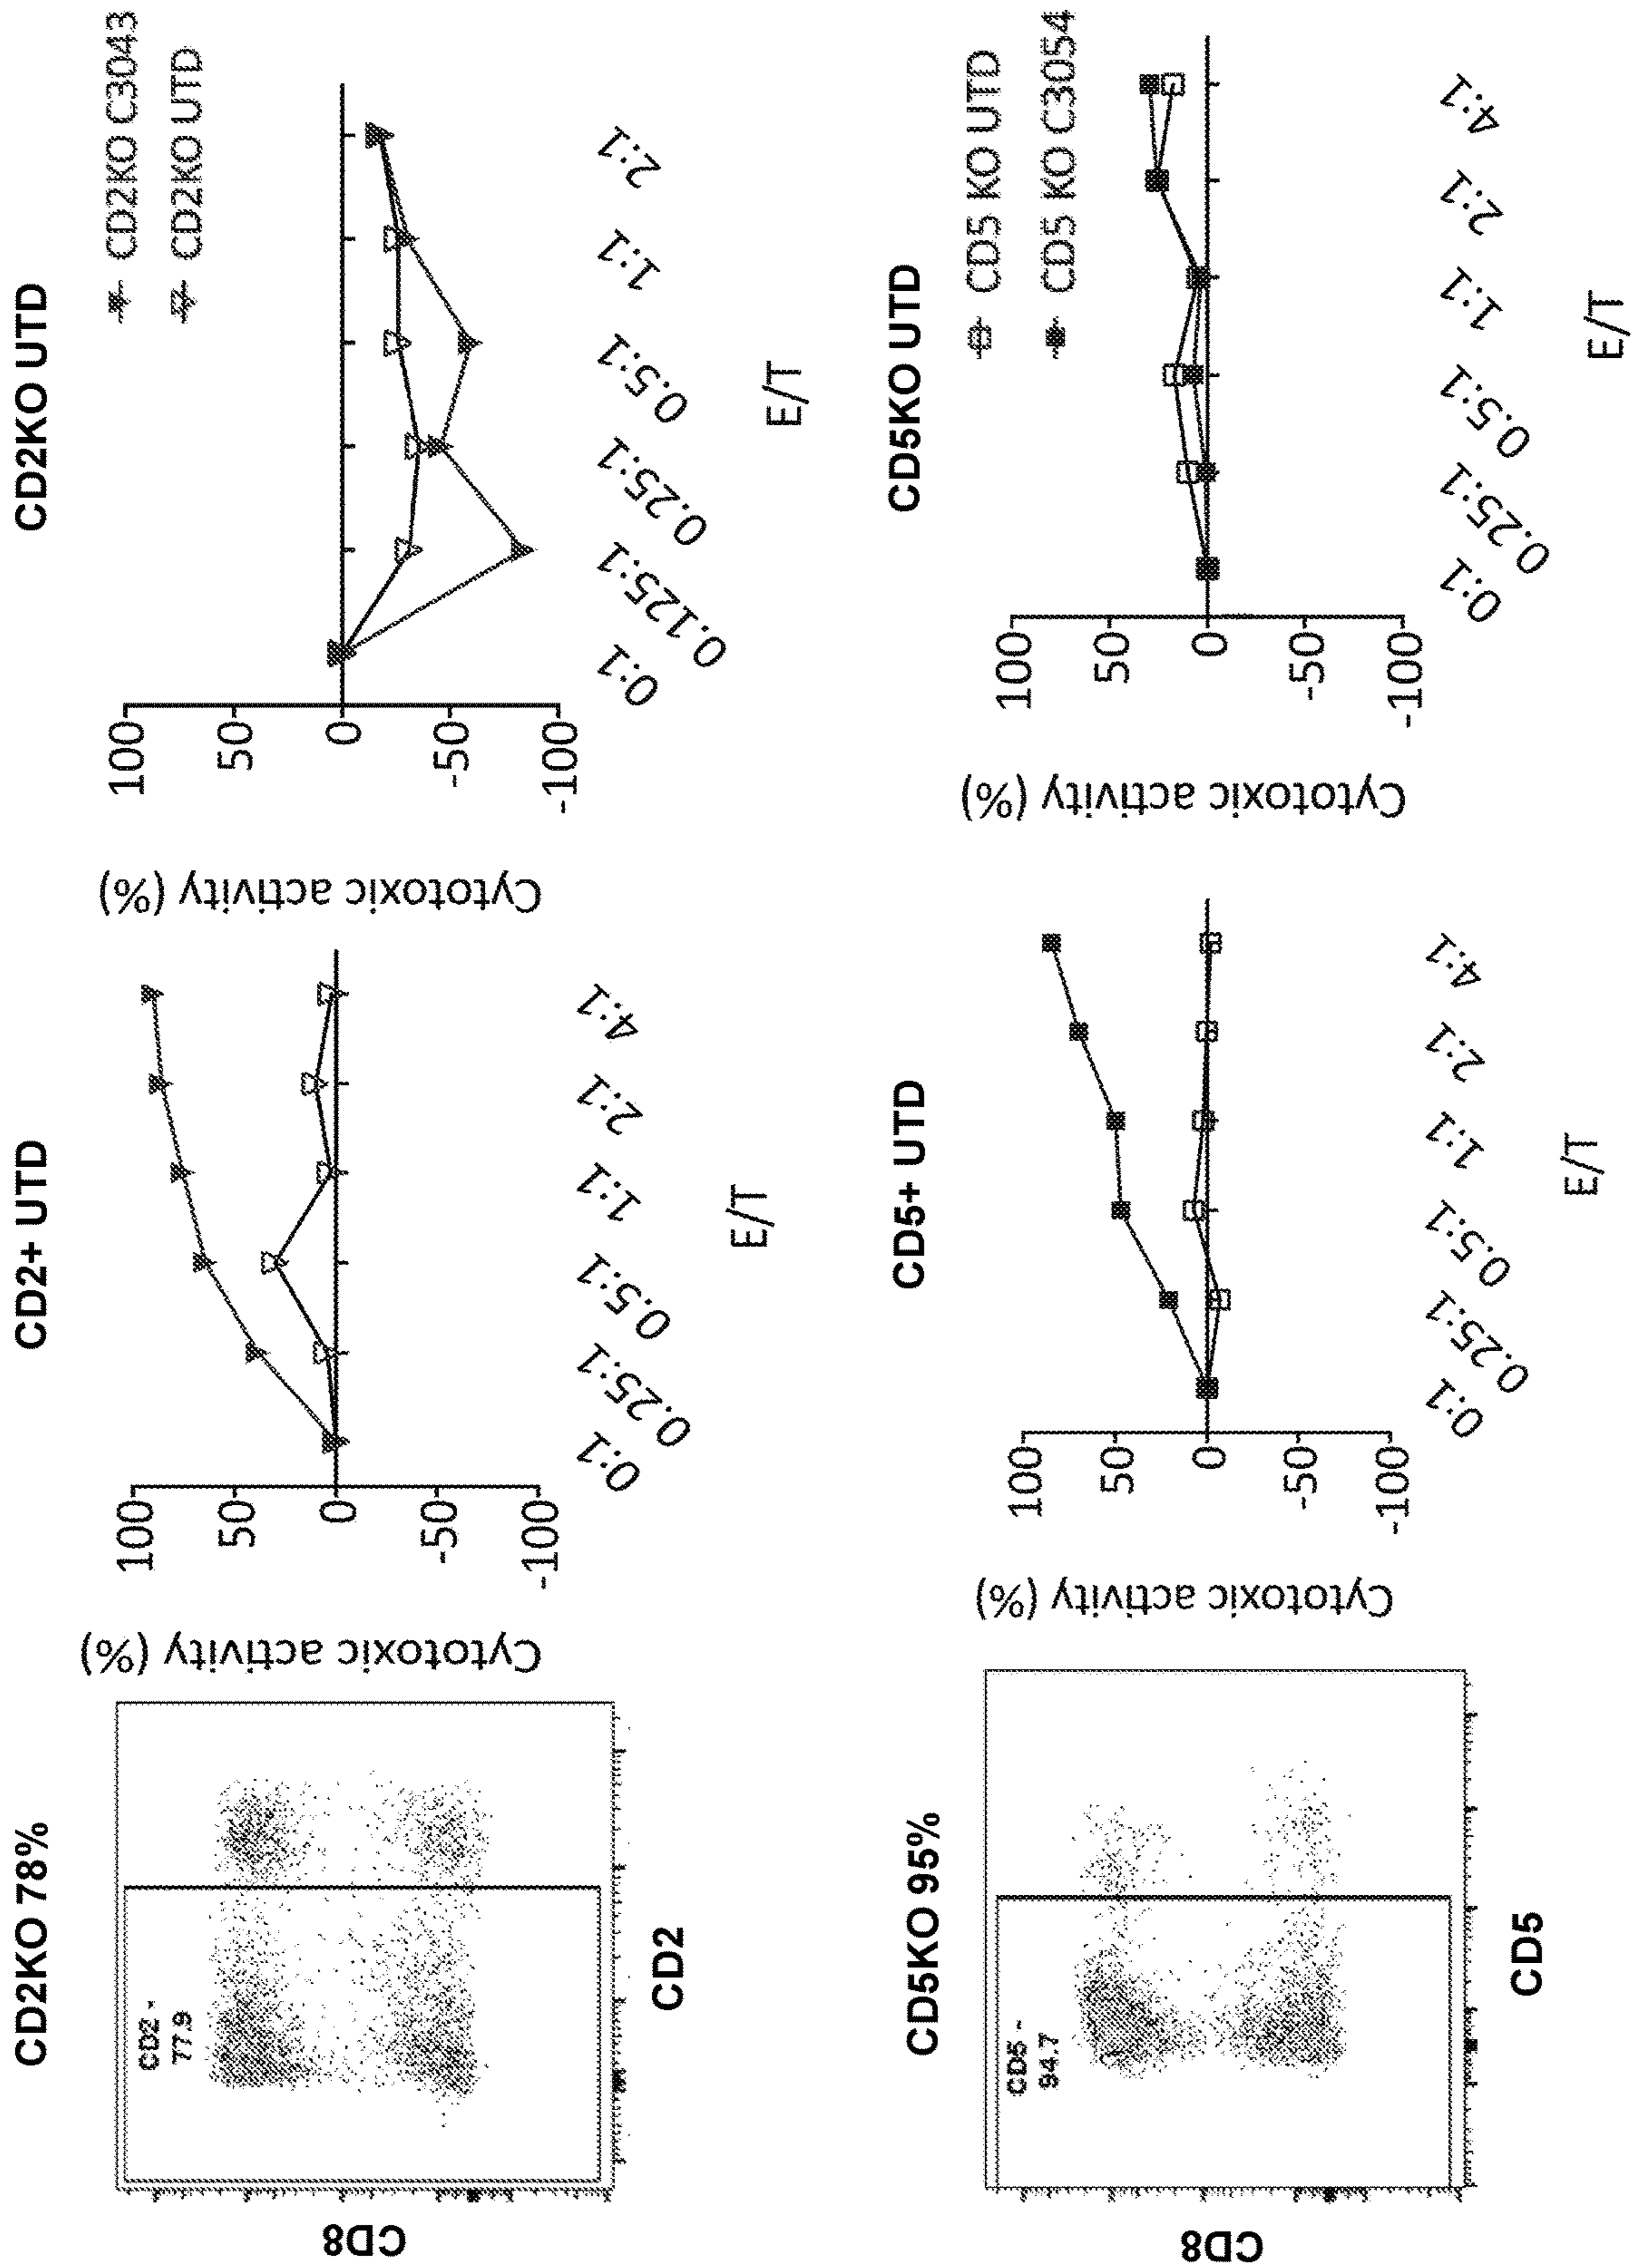 CD2KO 78%
CD2 -
77.9
CD8
CD2
CD2+ UTD
Cytotoxic activity (%)
100
50
0
-50
-100
0:1
0.25:1
0.5:1
1:1
2:1
4:1
E/T
CD2KO UTD
CD2KO C3043
CD2KO UTD
Cytotoxic activity (%)
100
50
0
-50
-100
0:1
0.125:1
0.25:1
0.5:1
1:1
2:1
E/T
CD5KO 95%
CD5 -
94.7
CD8
CD5
CD5+ UTD
Cytotoxic activity (%)
100
50
0
-50
-100
0:1
0.25:1
0.5:1
1:1
2:1
4:1
E/T
CD5KO UTD
CD5 KO UTD
CD5 KO C3054
Cytotoxic activity (%)
100
50
0
-50
-100
0:1
0.25:1
0.5:1
1:1
2:1
4:1
E/T